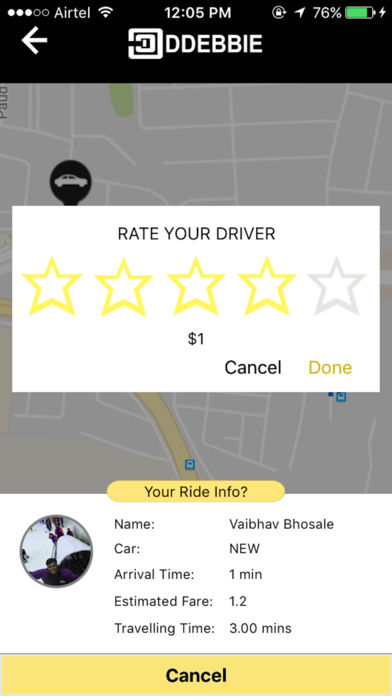 Airtel 12:05 PM 76%
DDEBBIE
Paud
RATE YOUR DRIVER
$1
Cancel Done
Your Ride Info?
Name: Vaibhav Bhosale
Car: NEW
Arrival Time: 1 min
Estimated Fare: 1.2
Travelling Time: 3.00 mins
Cancel